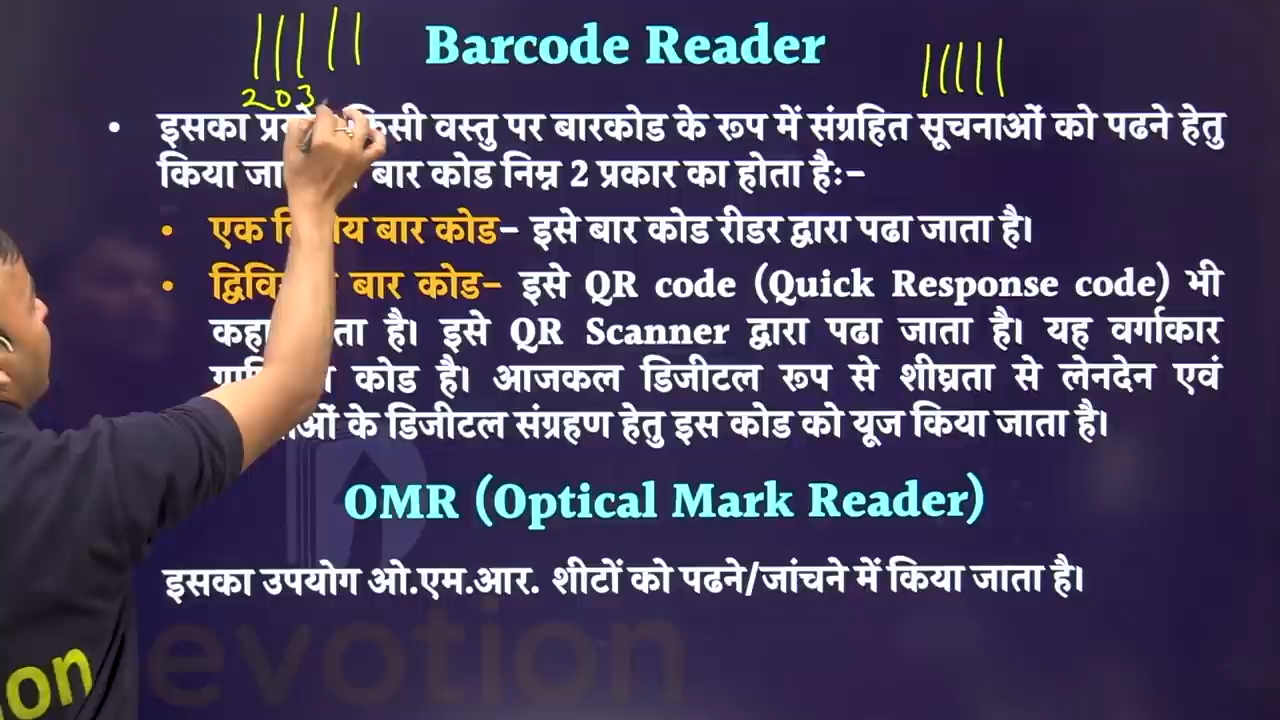 Barcode Reader
203
• इसका किसी वस्तु पर बारकोड के रूप में संग्रहित सूचनाओं को पढने हेतु
किया बार कोड निम्न 2 प्रकार का होता हैः-
• एक बार कोड- इसे बार कोड रीडर द्वारा पढा जाता है।
• बार कोड- इसे QR code (Quick Response code) भी
है। इसे QR Scanner द्वारा पढा जाता है। यह वर्गाकार
कोड है। आजकल डिजीटल रूप से शीघ्रता से लेनदेन एवं
के डिजीटल संग्रहण हेतु इस कोड को यूज किया जाता है।
OMR (Optical Mark Reader)
इसका उपयोग ओ.एम.आर. शीटों को पढने/जांचने में किया जाता है।
evotion
on